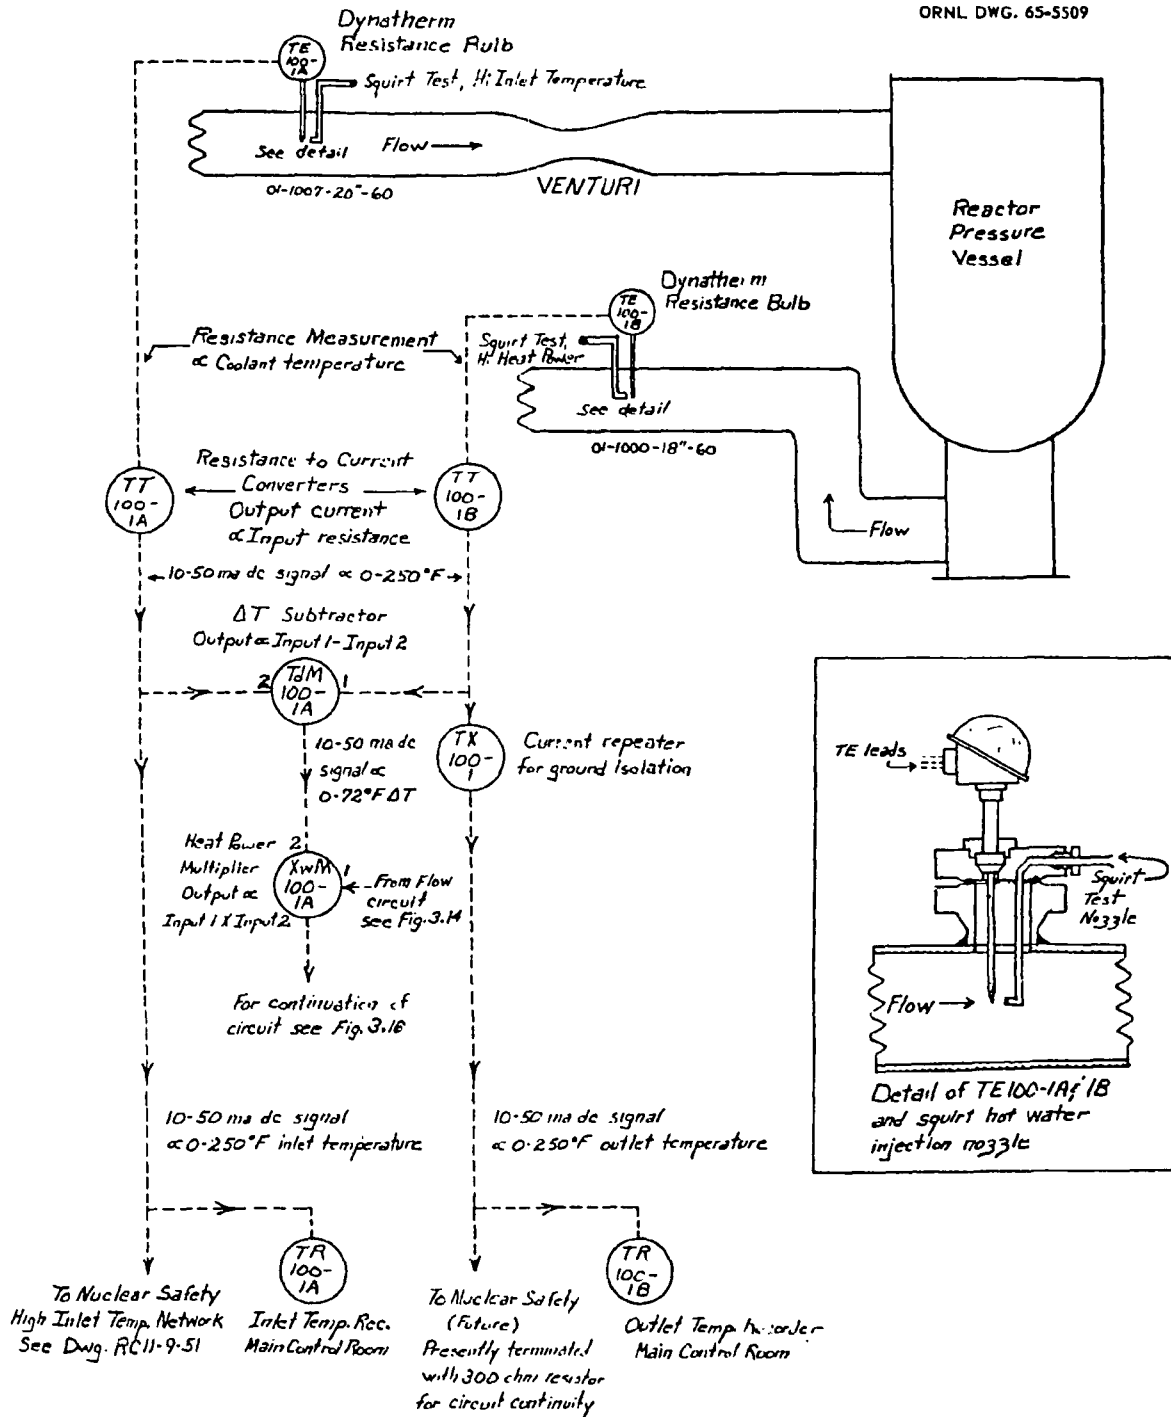 ORNL DWG. 65-5509
Dynatherm
Resistance Bulb
TE
100-
1A
Squirt Test, Hi Inlet Temperature
See detail
Flow
01-1007-20"-60
VENTURI
Reactor
Pressure
Vessel
Dynatherm
Resistance Bulb
TE
100-
1B
Squirt Test,
Hi Heat Power
See detail
01-1000-18"-60
Flow
Resistance Measurement
∝ Coolant temperature
Resistance to Current
Converters
Output current
∝ Input resistance
TT
100-
1A
TT
100-
1B
10-50 ma dc signal ∝ 0-250°F
ΔT Subtractor
Output ∝ Input 1 - Input 2
2
TdM
100-
1A
1
10-50 ma dc
signal ∝
0-72°F ΔT
TX
100-
1
Current repeater
for ground Isolation
Heat Power
Multiplier
Output ∝
Input 1 X Input 2
2
XwM
100-
1A
1
From Flow
circuit
see Fig. 3.14
For continuation of
circuit see Fig. 3.16
10-50 ma dc signal
∝ 0-250°F inlet temperature
10-50 ma dc signal
∝ 0-250°F outlet temperature
TR
100-
1A
TR
100-
1B
To Nuclear Safety
High Inlet Temp. Network
See Dwg. RC11-9-51
Inlet Temp. Rec.
Main Control Room
To Nuclear Safety
(Future)
Presently terminated
with 300 ohm resistor
for circuit continuity
Outlet Temp. Recorder
Main Control Room
TE leads
Squirt
Test
Nozzle
Flow
Detail of TE100-1A & 1B
and squirt hot water
injection nozzle